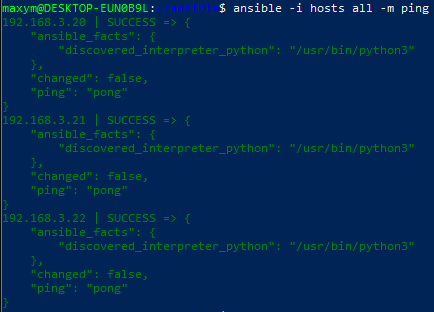 maxym@DESKTOP-EUN0B9L:~/ansible$ ansible -i hosts all -m ping
192.168.3.20 | SUCCESS => {
    "ansible_facts": {
        "discovered_interpreter_python": "/usr/bin/python3"
    },
    "changed": false,
    "ping": "pong"
}
192.168.3.21 | SUCCESS => {
    "ansible_facts": {
        "discovered_interpreter_python": "/usr/bin/python3"
    },
    "changed": false,
    "ping": "pong"
}
192.168.3.22 | SUCCESS => {
    "ansible_facts": {
        "discovered_interpreter_python": "/usr/bin/python3"
    },
    "changed": false,
    "ping": "pong"
}